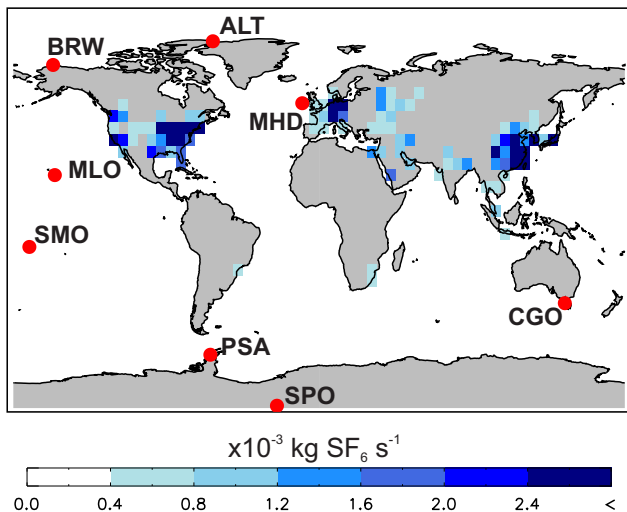 ALT
BRW
MHD
MLO
SMO
CGO
PSA
SPO
x10⁻³ kg SF₆ s⁻¹
0.0 0.4 0.8 1.2 1.6 2.0 2.4 <